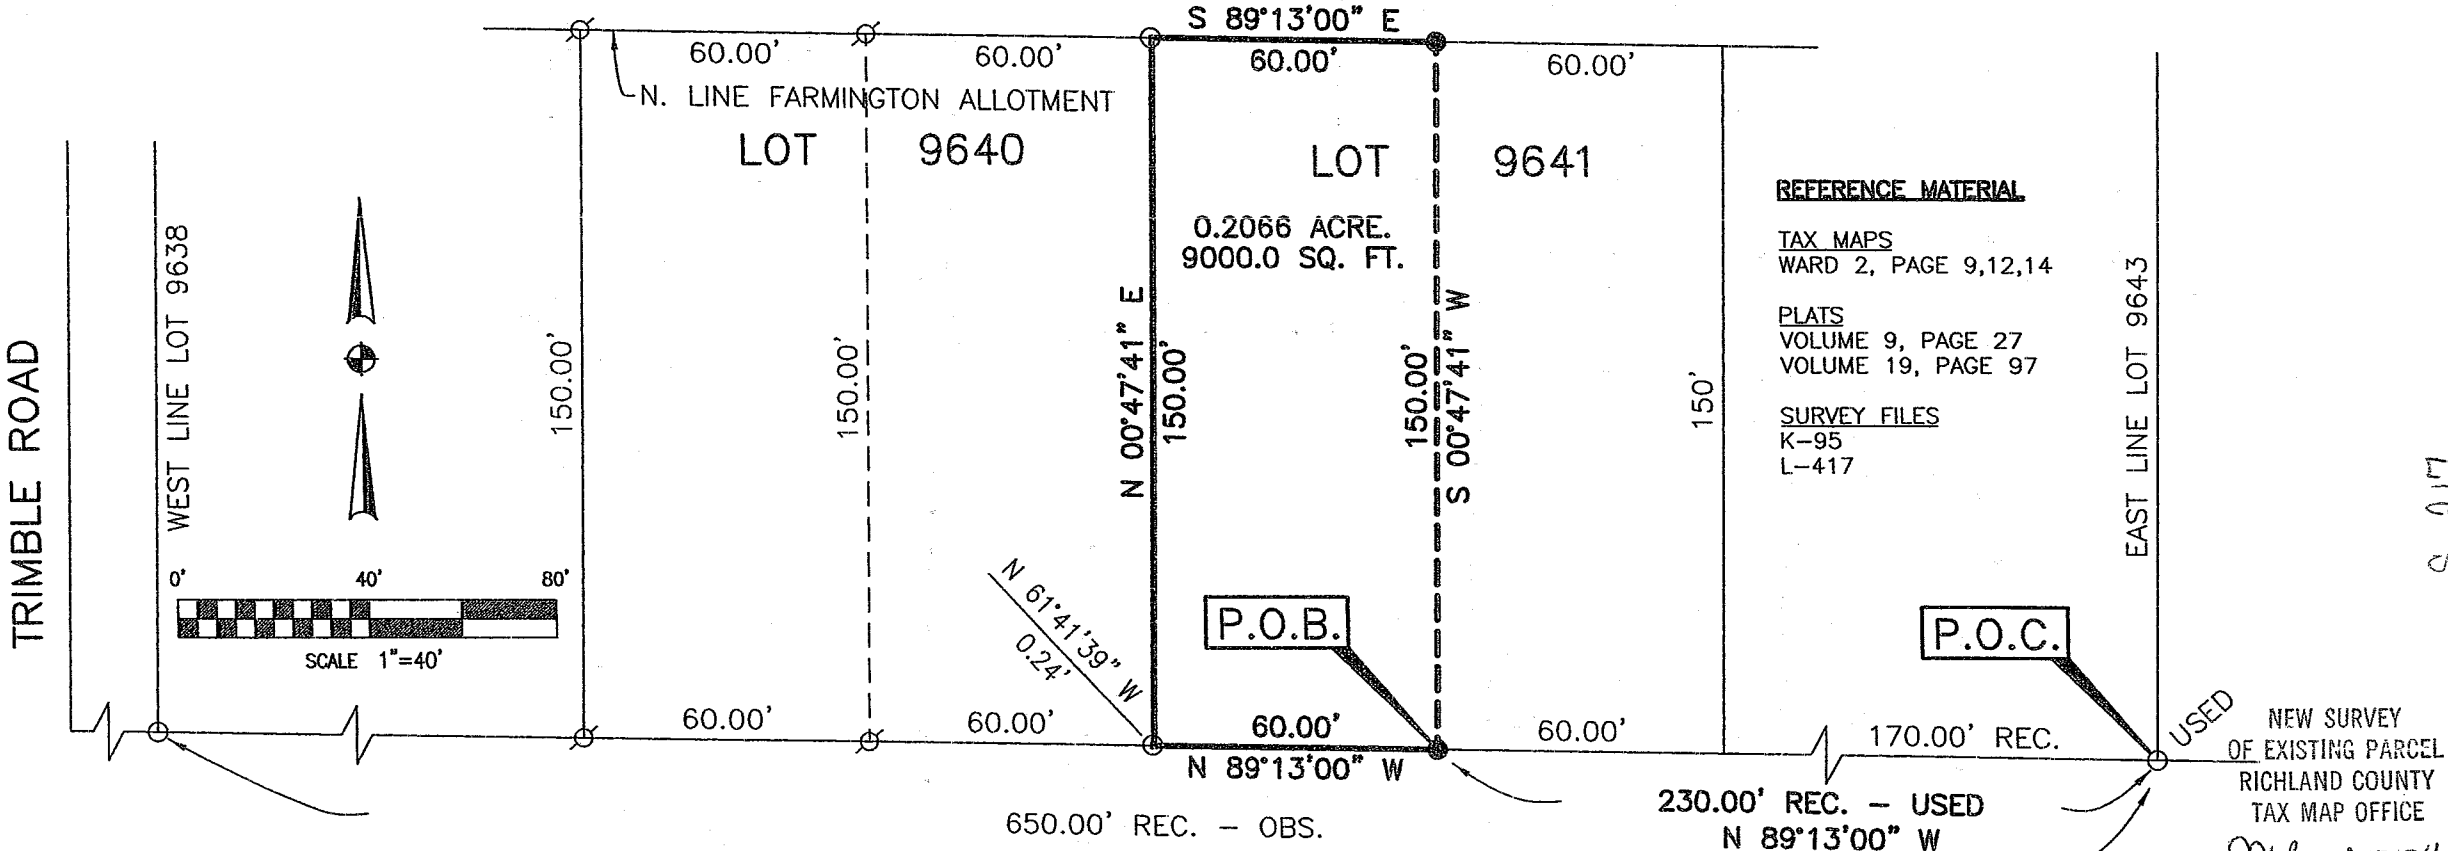 S 89°13'00" E
60.00'
60.00'
60.00'
60.00'
N. LINE FARMINGTON ALLOTMENT
LOT 9640
LOT 9641
0.2066 ACRE.
9000.0 SQ. FT.
REFERENCE MATERIAL
TAX MAPS
WARD 2, PAGE 9,12,14
PLATS
VOLUME 9, PAGE 27
VOLUME 19, PAGE 97
SURVEY FILES
K-95
L-417
TRIMBLE ROAD
WEST LINE LOT 9638
150.00'
150.00'
N 00°47'41" E
150.00'
150.00'
S 00°47'41" W
150'
EAST LINE LOT 9643
0' 40' 80'
SCALE 1"=40'
N 61°41'39" W
0.24'
P.O.B.
P.O.C.
60.00'
60.00'
60.00'
60.00'
170.00' REC.
USED
N 89°13'00" W
650.00' REC. - OBS.
230.00' REC. - USED
N 89°13'00" W
NEW SURVEY
OF EXISTING PARCEL
RICHLAND COUNTY
TAX MAP OFFICE